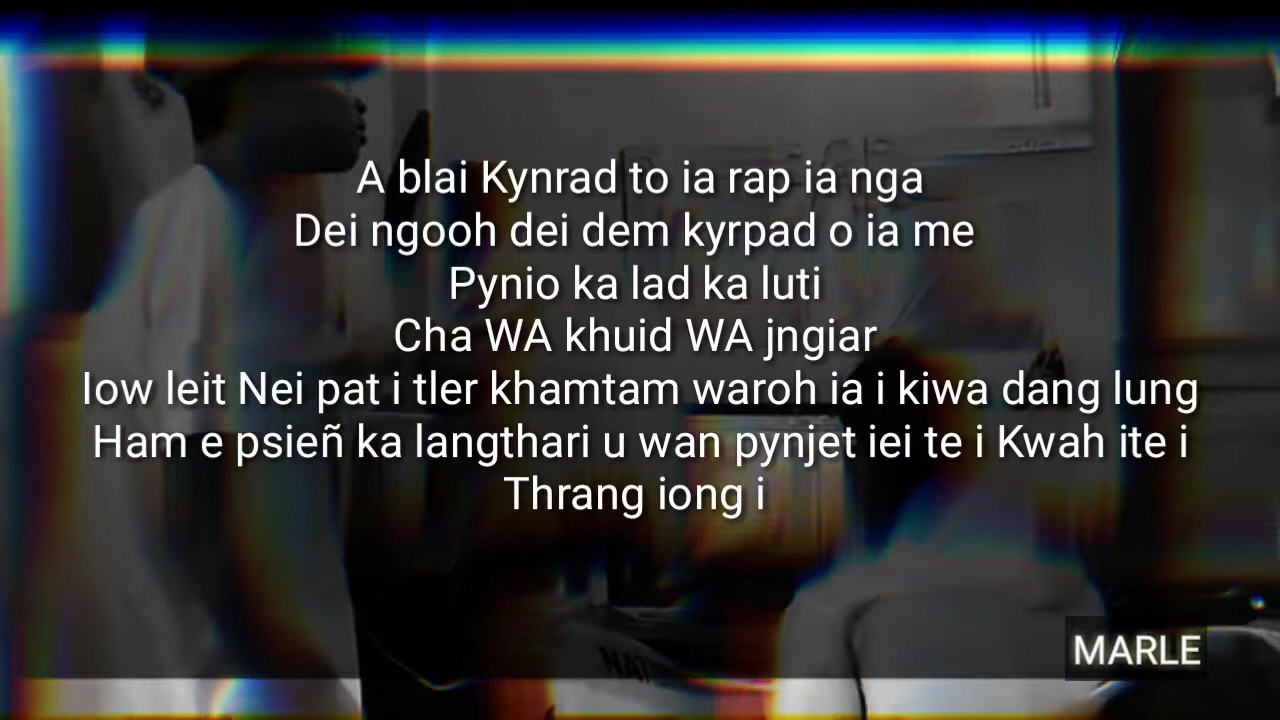 A blai Kynrad to ia rap ia nga
Dei ngooh dei dem kyrpad o ia me
Pynio ka lad ka luti
Cha WA khuid WA jngiar
Iow leit Nei pat i tler khamtam waroh ia i kiwa dang lung
Ham e psieñ ka langthari u wan pynjet iei te i Kwah ite i
Thrang iong i
NAT
MARLE